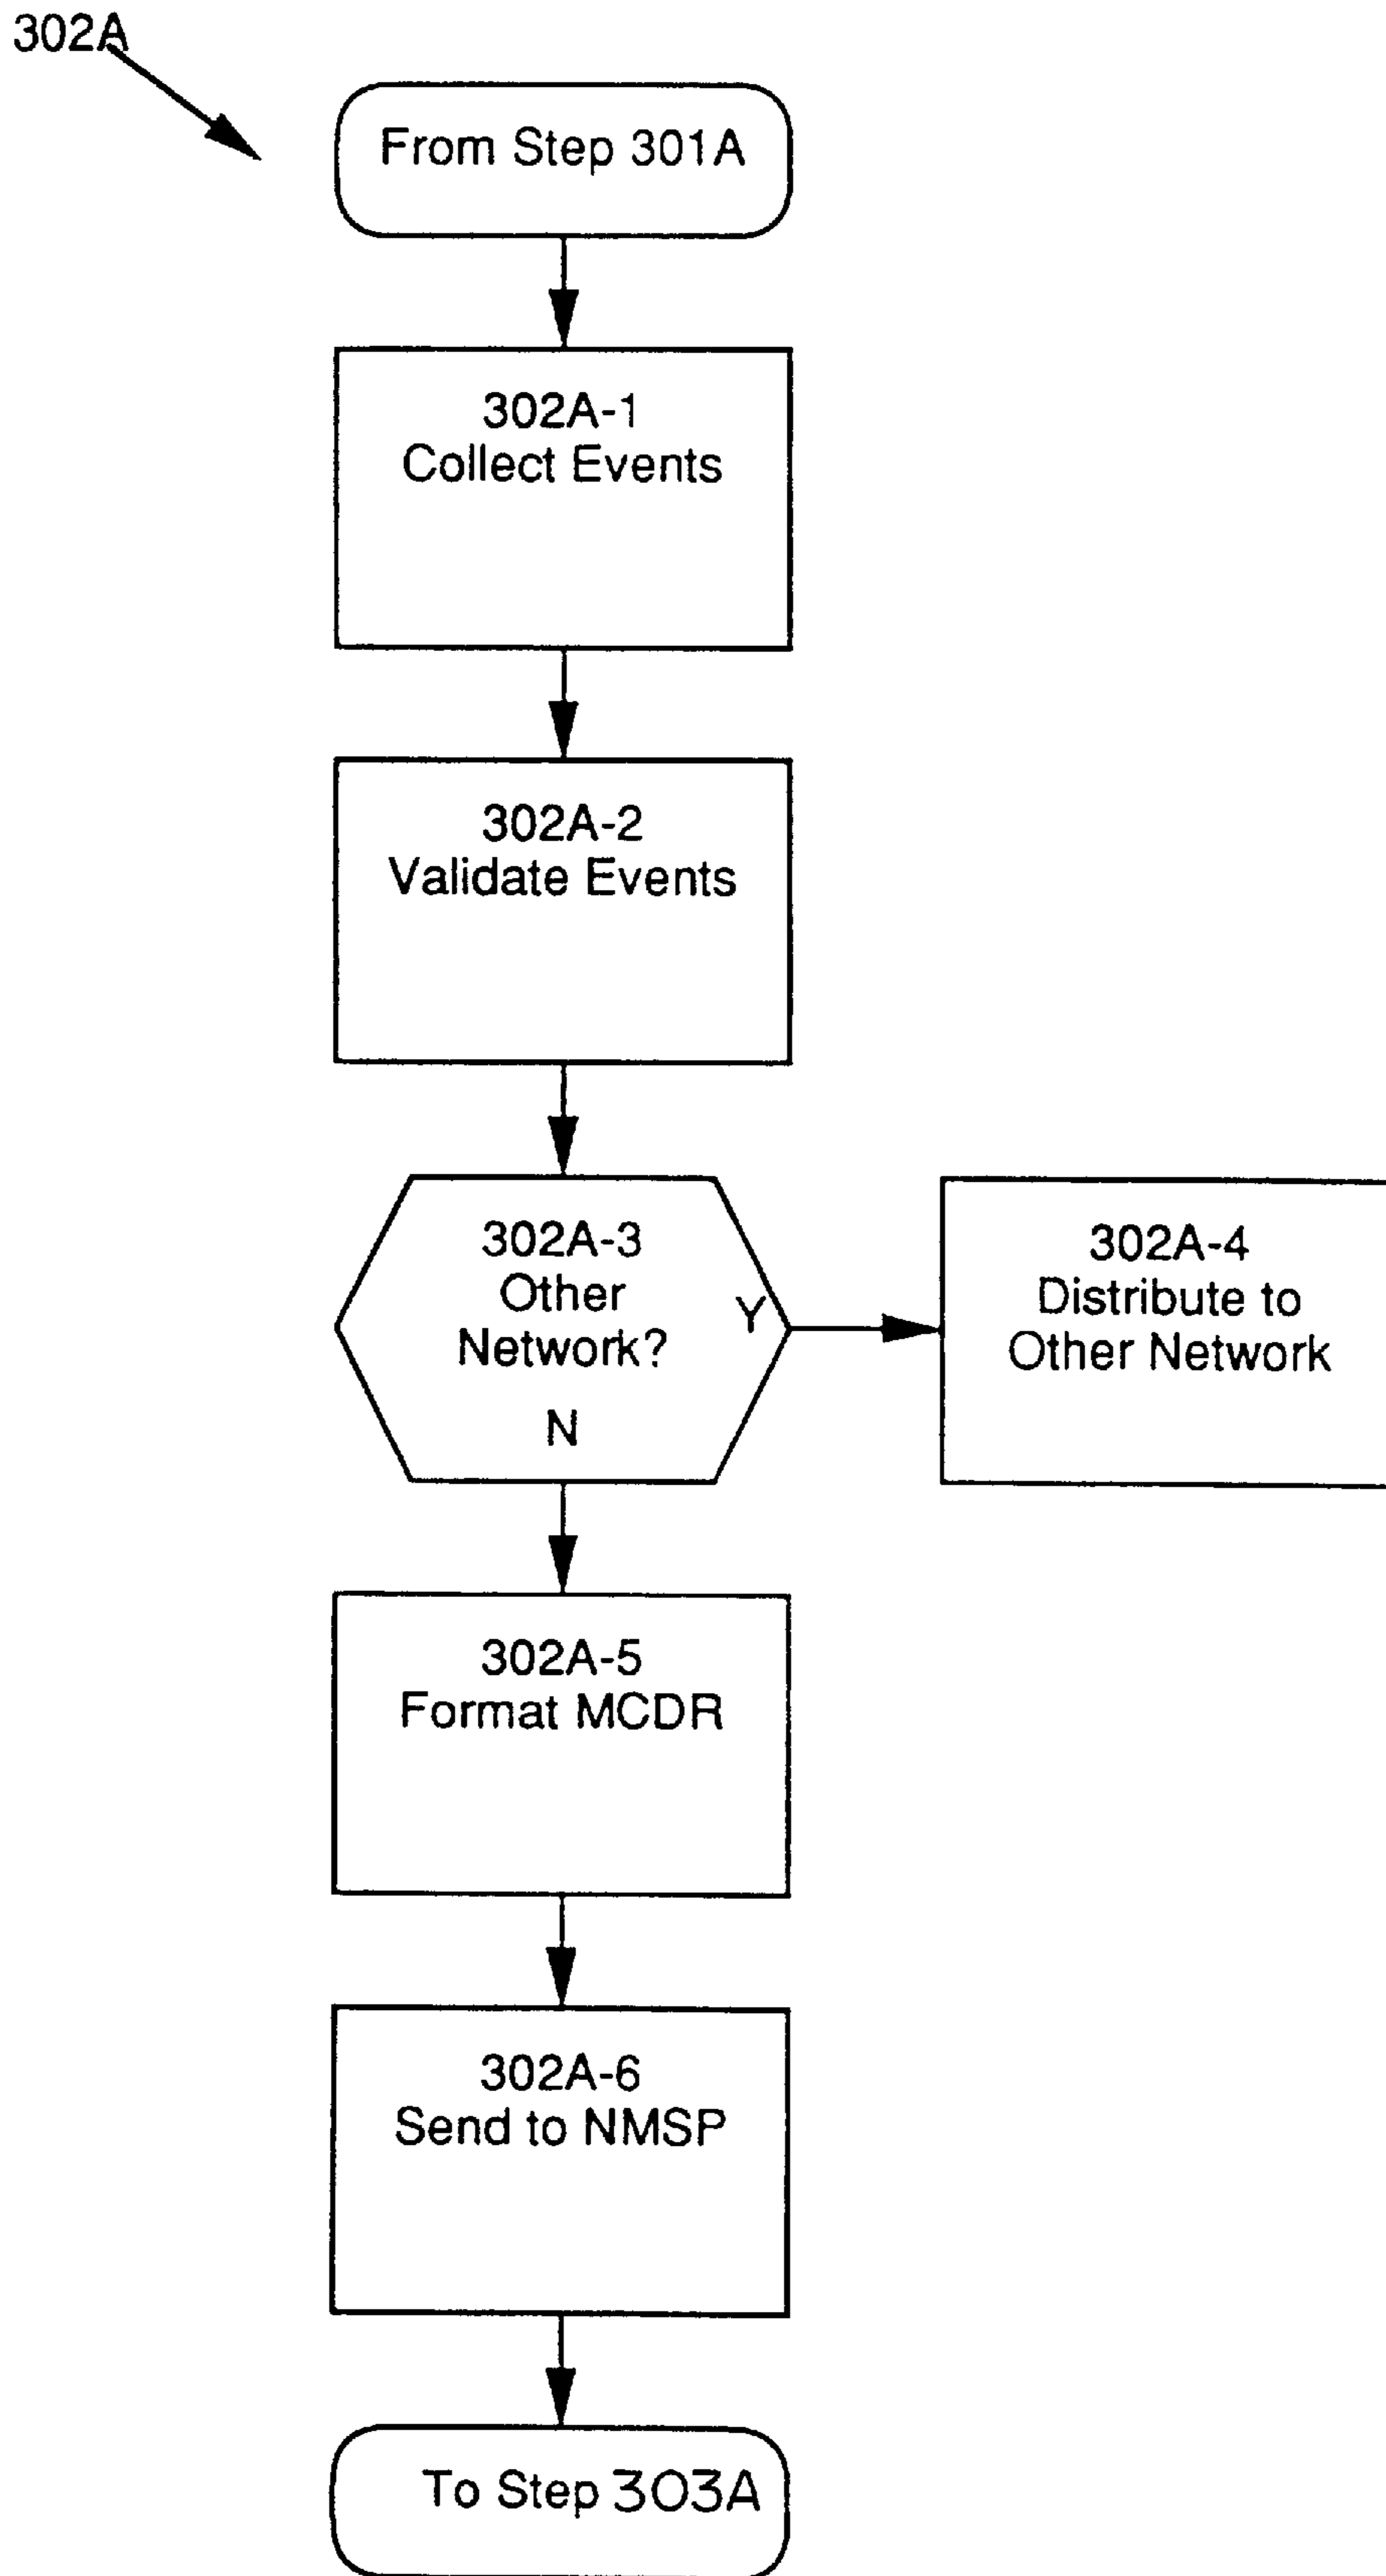 302A
From Step 301A
302A-1
Collect Events
302A-2
Validate Events
302A-3
Other
Network?
Y
N
302A-4
Distribute to
Other Network
302A-5
Format MCDR
302A-6
Send to NMSP
To Step 303A